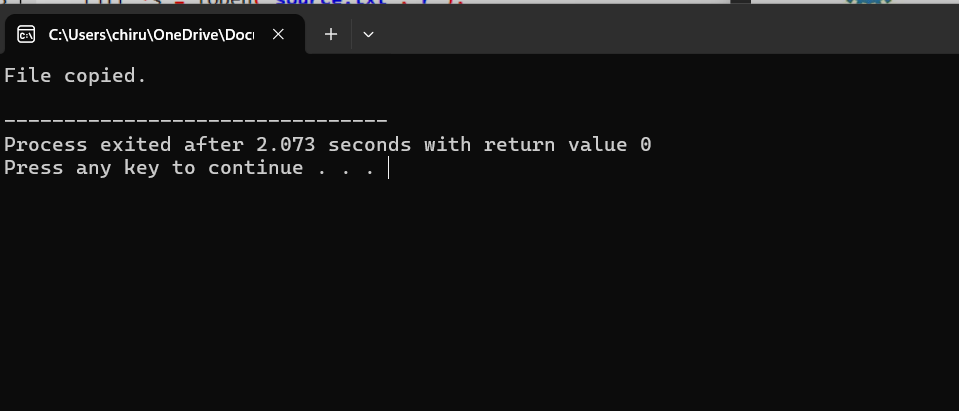 C:\Users\chiru\OneDrive\Docu
File copied.
--------------------------------
Process exited after 2.073 seconds with return value 0
Press any key to continue . . .